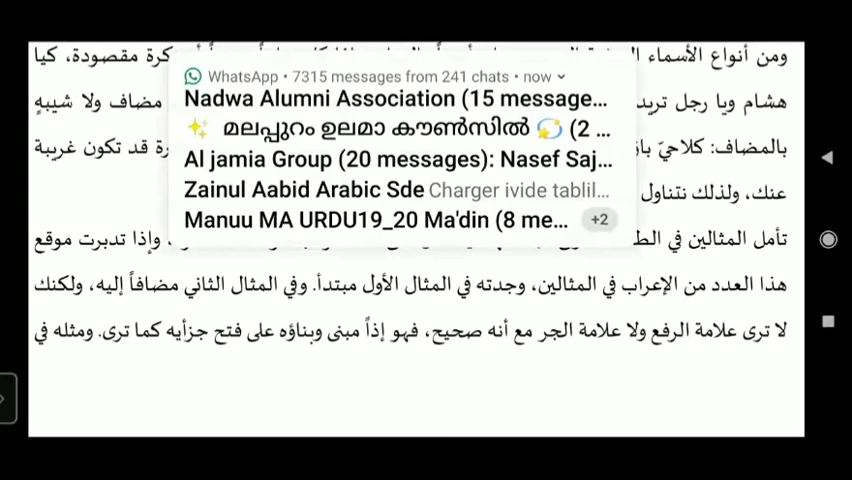 ومن أنواع الأسماء كرة مقصودة، كيا
WhatsApp • 7315 messages from 241 chats • now
Nadwa Alumni Association (15 message...
هشام ويا رجل تريد مضاف ولا شبيهٍ
✨ മലപ്പുറം ഉലമാ കൗൺസിൽ 💫 (2 ...
بالمضاف: كلاحيّ باز رة قد تكون غريبة
Al jamia Group (20 messages): Nasef Saj...
عنك، ولذلك نتناول
Zainul Aabid Arabic Sde Charger ivide tablil...
Manuu MA URDU19_20 Ma'din (8 me... +2
تأمل المثالين في الط وإذا تدبرت موقع
هذا العدد من الإعراب في المثالين، وجدته في المثال الأول مبتدأ. وفي المثال الثاني مضافاً إليه، ولكنك
لا ترى علامة الرفع ولا علامة الجر مع أنه صحيح، فهو إذاً مبنى وبناؤه على فتح جزأيه كما ترى. ومثله في